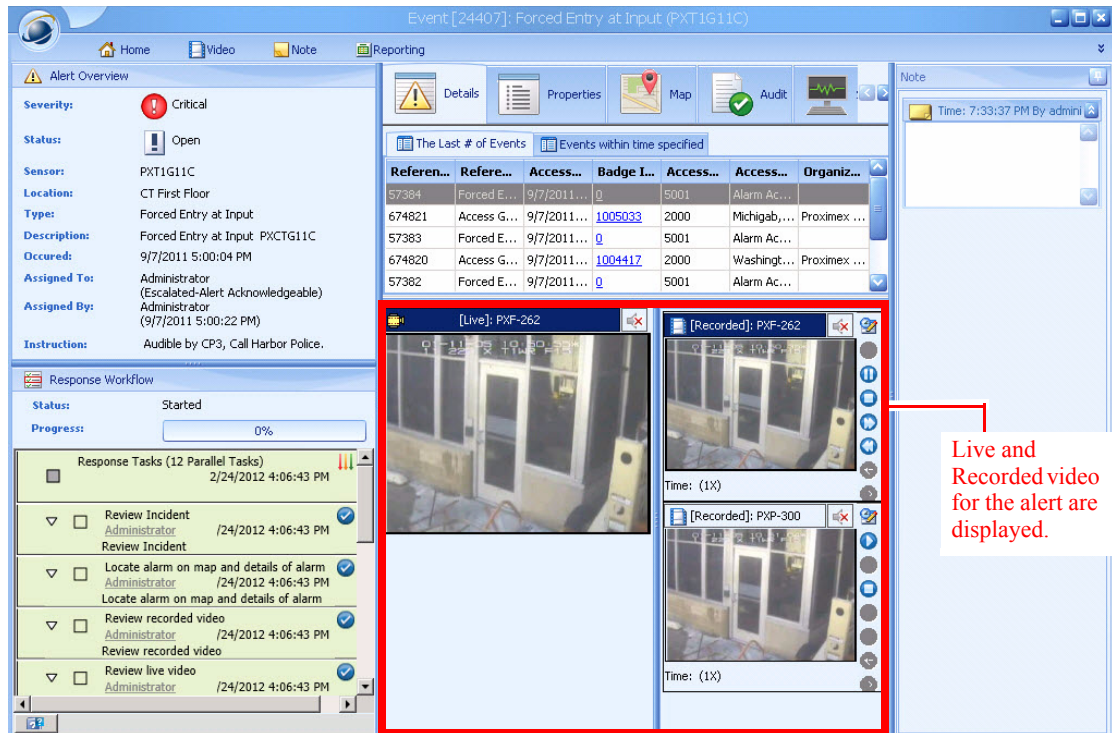 Event [24407]: Forced Entry at Input (PXT1G11C)
Home Video Note Reporting
Alert Overview
Severity: Critical
Status: Open
Sensor: PXT1G11C
Location: CT First Floor
Type: Forced Entry at Input
Description: Forced Entry at Input PXCTG11C
Occured: 9/7/2011 5:00:04 PM
Assigned To: Administrator
(Escalated-Alert Acknowledgeable)
Assigned By: Administrator
(9/7/2011 5:00:22 PM)
Instruction: Audible by CP3, Call Harbor Police.
Response Workflow
Status: Started
Progress: 0%
Response Tasks (12 Parallel Tasks)
2/24/2012 4:06:43 PM
Review Incident
Administrator /24/2012 4:06:43 PM
Review Incident
Locate alarm on map and details of alarm
Administrator /24/2012 4:06:43 PM
Locate alarm on map and details of alarm
Review recorded video
Administrator /24/2012 4:06:43 PM
Review recorded video
Review live video
Administrator /24/2012 4:06:43 PM
Details Properties Map Audit
The Last # of Events Events within time specified
Referen... Refere... Access... Badge I... Access... Access... Organiz...
57384 Forced E... 9/7/2011... 0 5001 Alarm Ac...
674821 Access G... 9/7/2011... 1005033 2000 Michigab,... Proximex ...
57383 Forced E... 9/7/2011... 0 5001 Alarm Ac...
674820 Access G... 9/7/2011... 1004417 2000 Washingt... Proximex ...
57382 Forced E... 9/7/2011... 0 5001 Alarm Ac...
[Live]: PXF-262
[Recorded]: PXF-262
Time: (1X)
[Recorded]: PXP-300
Time: (1X)
Note
Time: 7:33:37 PM By admini
Live and
Recorded video
for the alert are
displayed.